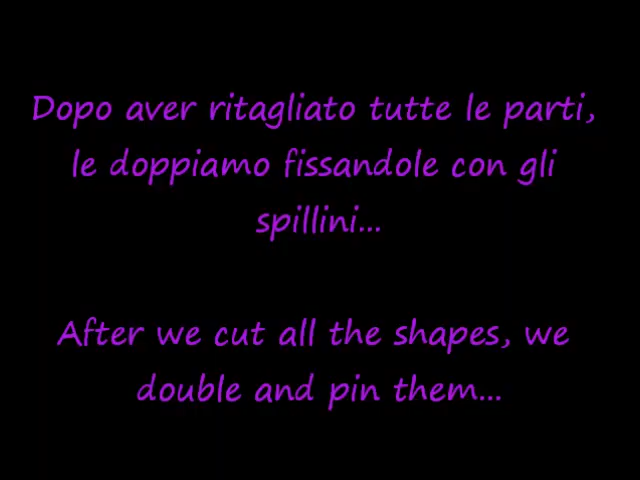 Dopo aver ritagliato tutte le parti,
le doppiamo fissandole con gli
spillini...
After we cut all the shapes, we
double and pin them...